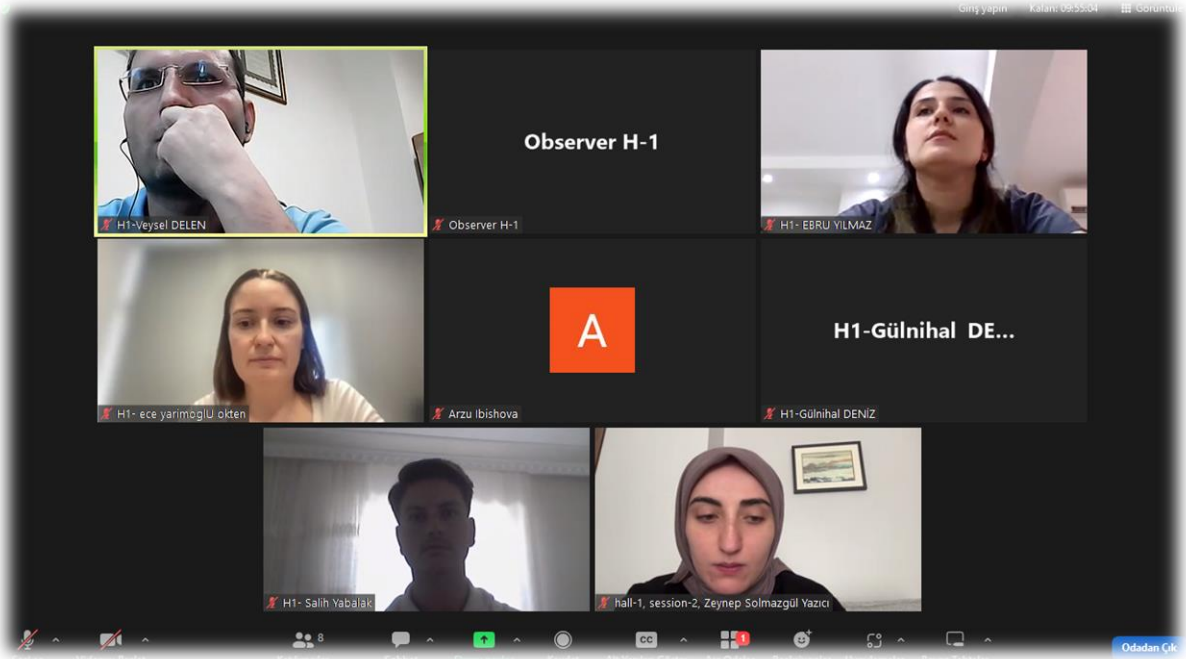 Giriş yapın Kalan: 09:55:04 Görüntüle
H1-Veysel DELEN
Observer H-1
Observer H-1
H1- EBRU YILMAZ
H1- ece yarimoglU okten
A
Arzu Ibishova
H1-Gülnihal DE...
H1-Gülnihal DENİZ
H1- Salih Yabalak
hall-1, session-2, Zeynep Solmazgül Yazıcı
8
CC
1
Odadan Çık